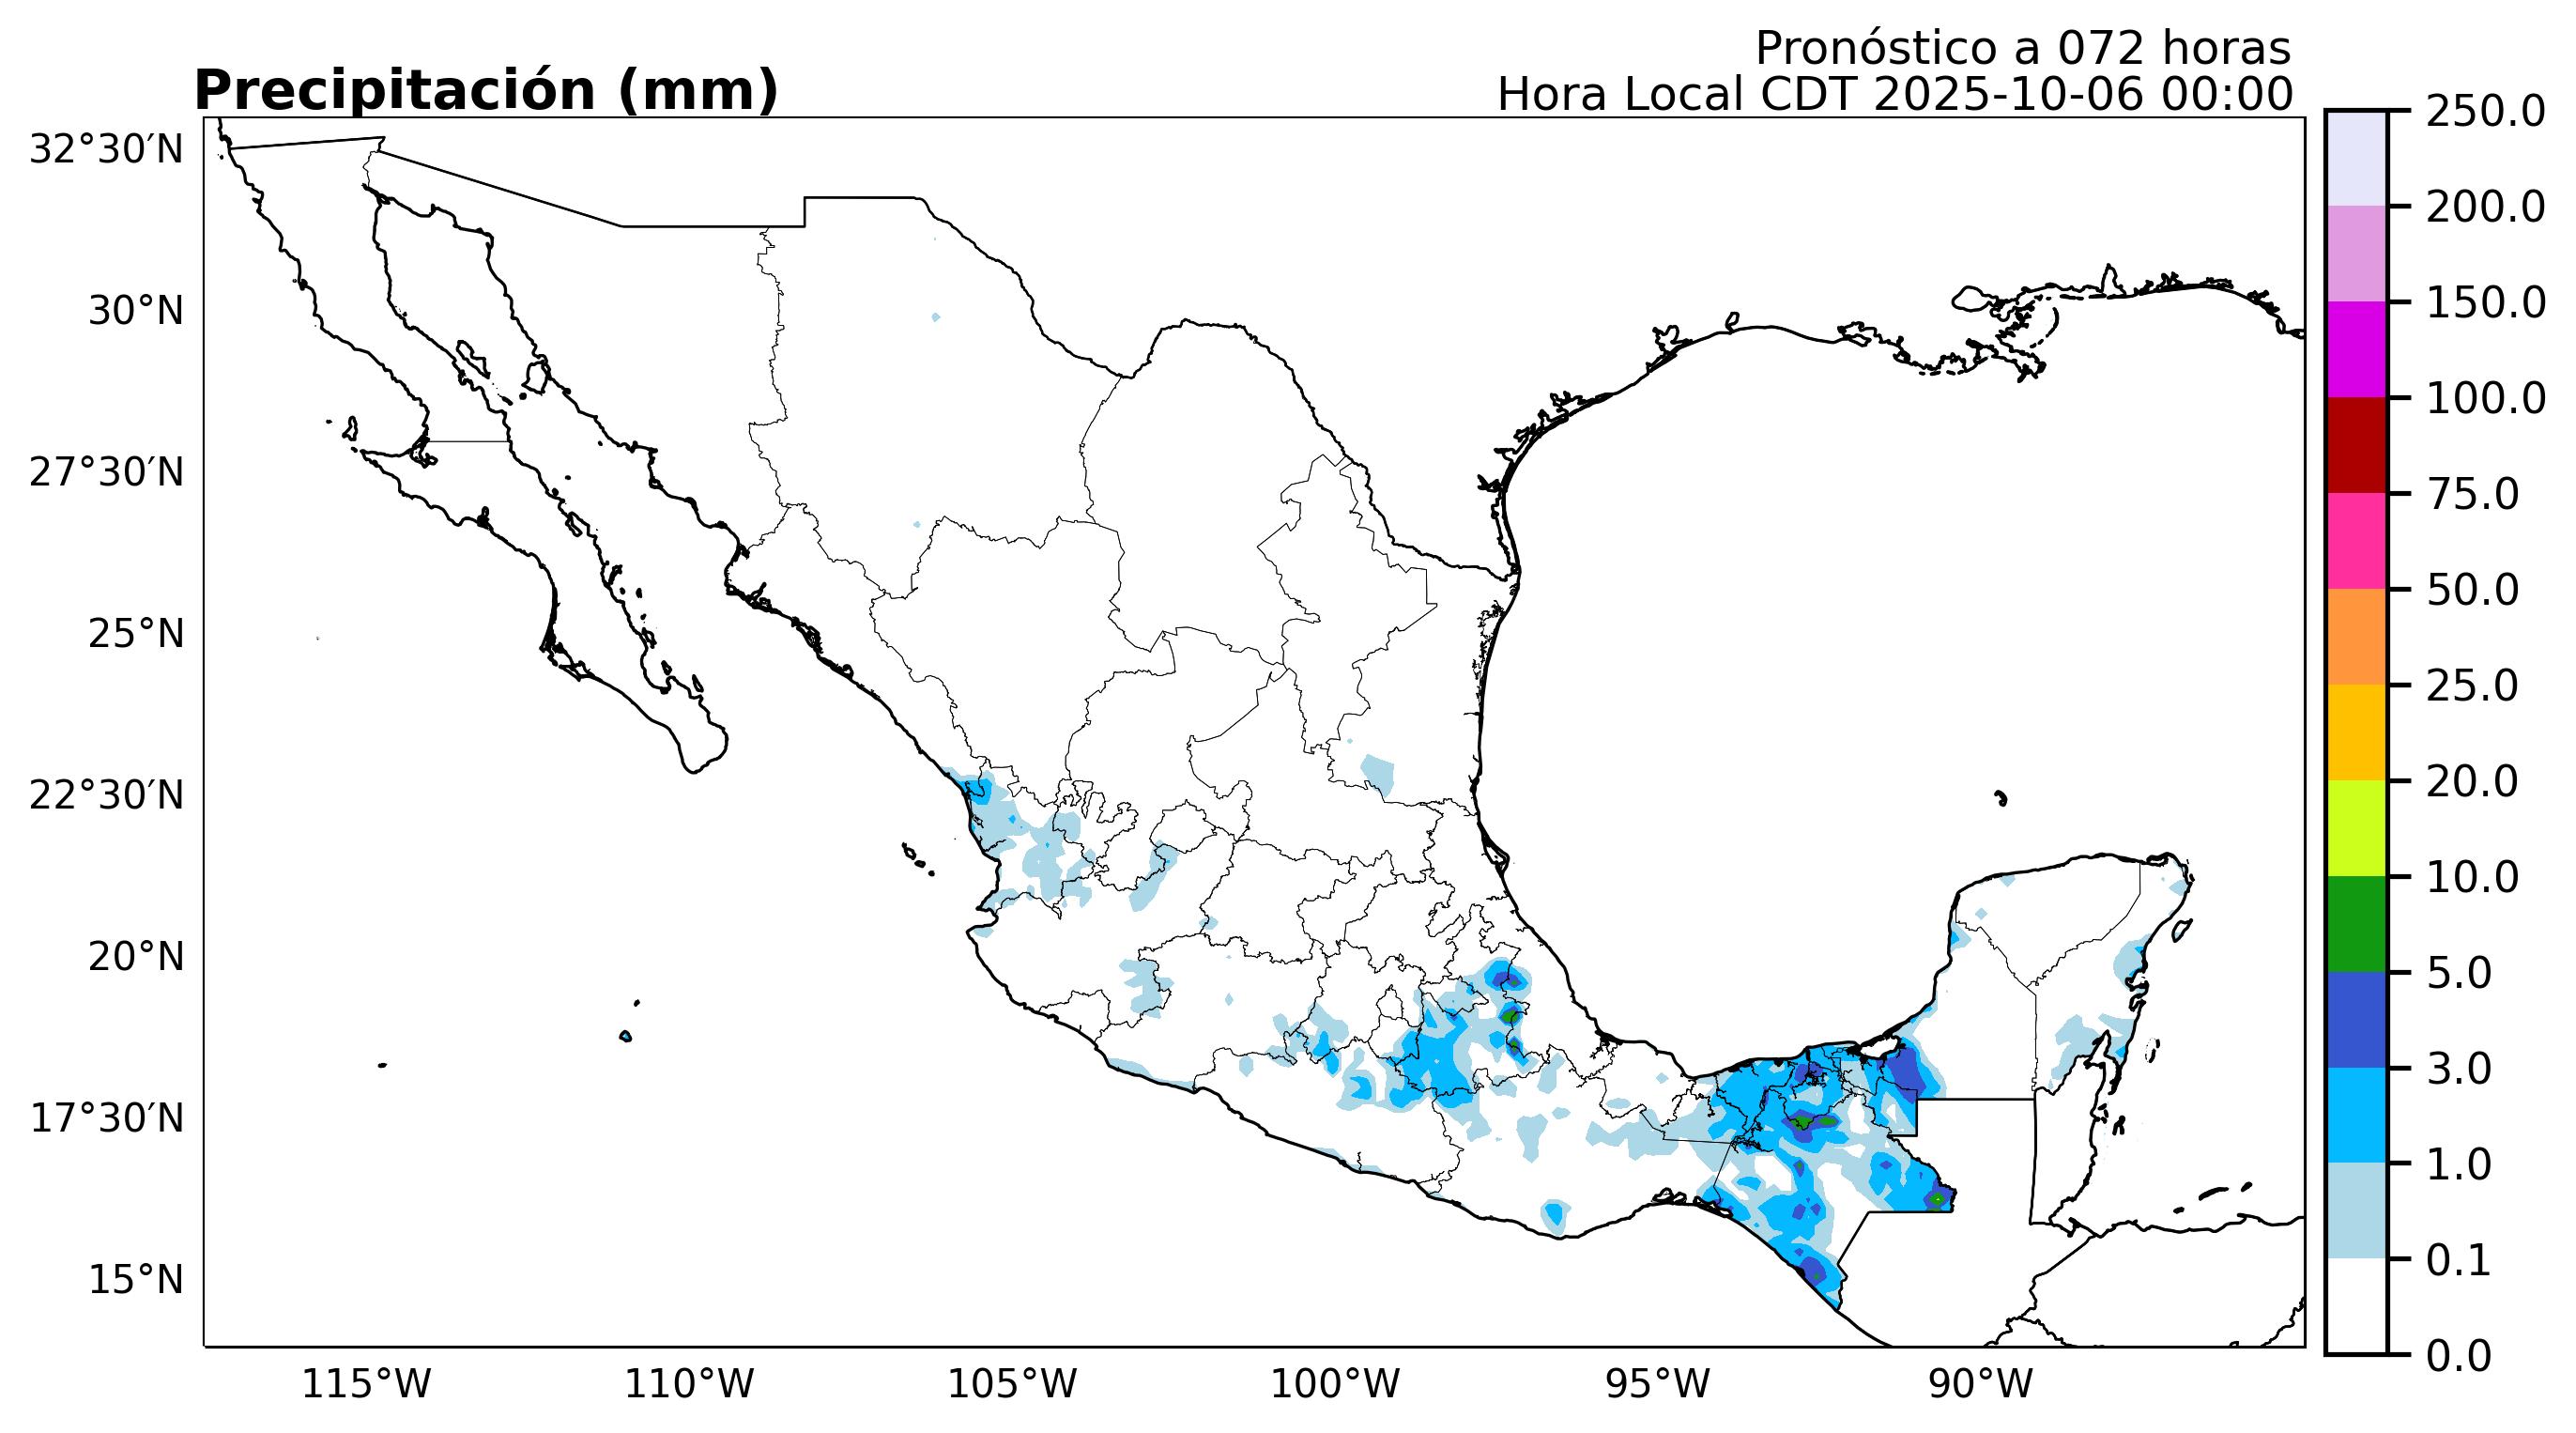 Pronóstico a 072 horas
Precipitación (mm)
Hora Local CDT 2025-10-06 00:00
32°30′N
30°N
27°30′N
25°N
22°30′N
20°N
17°30′N
15°N
115°W
110°W
105°W
100°W
95°W
90°W
250.0
200.0
150.0
100.0
75.0
50.0
25.0
20.0
10.0
5.0
3.0
1.0
0.1
0.0